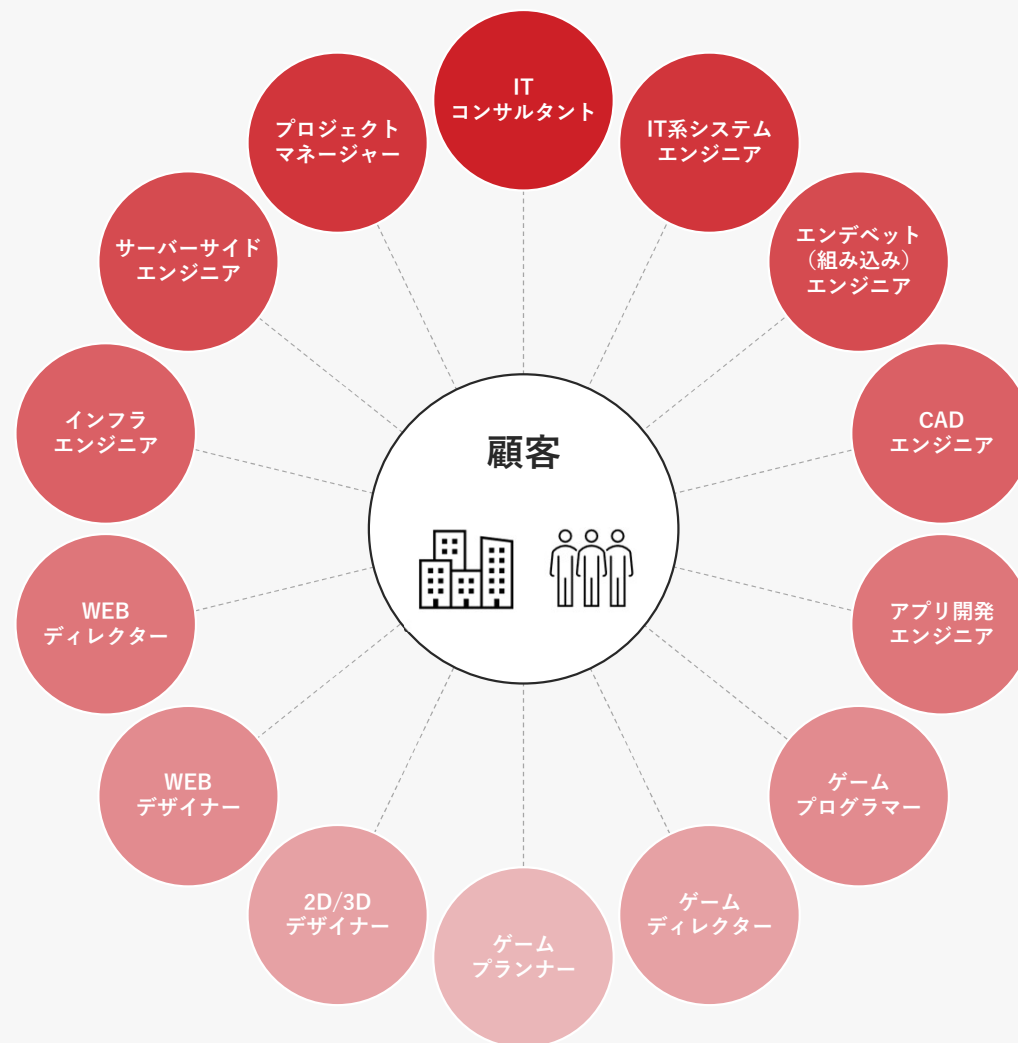 IT
コンサルタント
IT系システム
エンジニア
エンデベット
（組み込み）
エンジニア
CAD
エンジニア
アプリ開発
エンジニア
ゲーム
プログラマー
ゲーム
ディレクター
ゲーム
プランナー
2D/3D
デザイナー
WEB
デザイナー
WEB
ディレクター
インフラ
エンジニア
サーバーサイド
エンジニア
プロジェクト
マネージャー
顧客